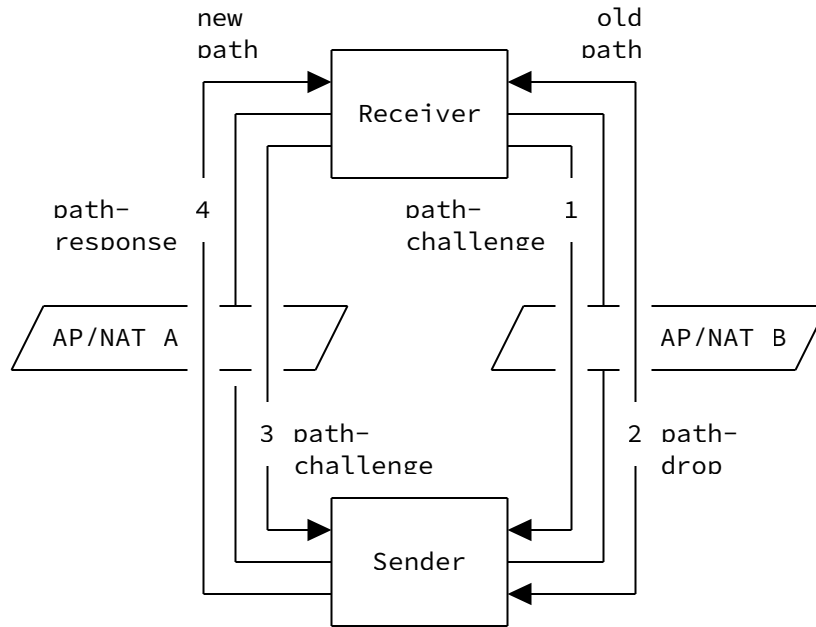 new
path
old
path
Receiver
path-
response
4
path-
challenge
1
AP/NAT A
AP/NAT B
3 path-
challenge
2 path-
drop
Sender